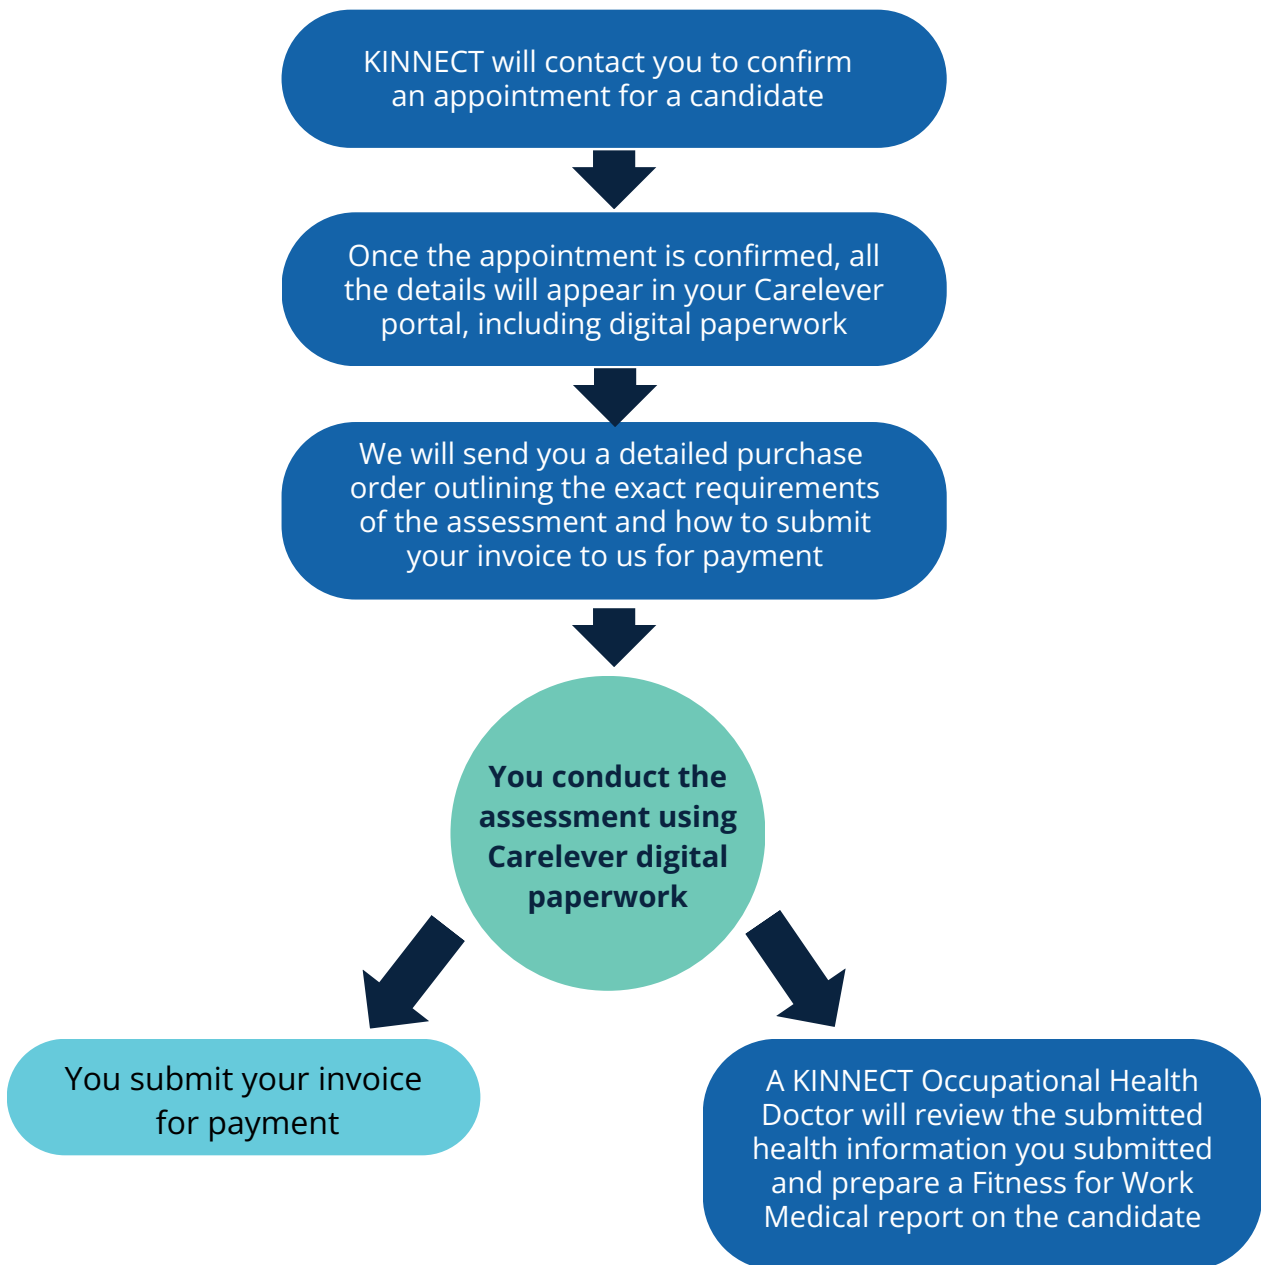 KINNECT will contact you to confirm
an appointment for a candidate
Once the appointment is confirmed, all
the details will appear in your Carelever
portal, including digital paperwork
We will send you a detailed purchase
order outlining the exact requirements
of the assessment and how to submit
your invoice to us for payment
You conduct the
assessment using
Carelever digital
paperwork
You submit your invoice
for payment
A KINNECT Occupational Health
Doctor will review the submitted
health information you submitted
and prepare a Fitness for Work
Medical report on the candidate